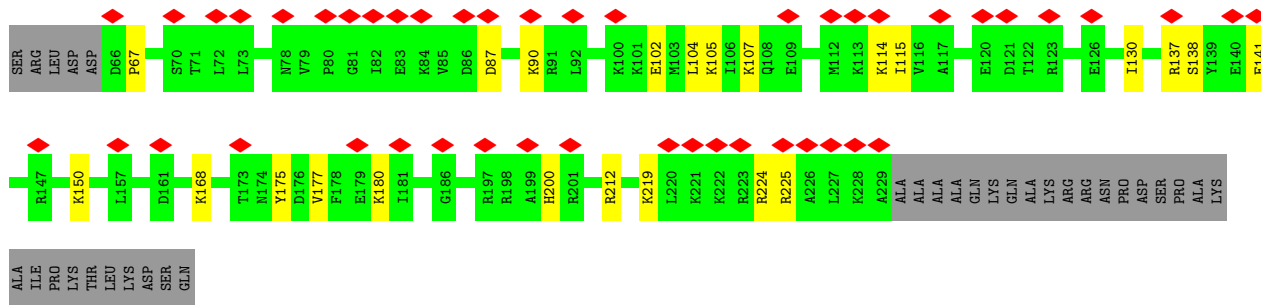 SER ARG LEU ASP ASP D66 P67 S70 T71 L72 L73 N78 V79 P80 G81 I82 E83 K84 V85 D86 D87 K90 R91 L92 K100 K101 E102 M103 L104 K105 I106 K107 Q108 E109 M112 K113 K114 I115 V116 A117 E120 D121 T122 R123 E126 I130 R137 S138 Y139 E140 E141
R147 K150 L157 D161 K168 T173 N174 Y175 D176 V177 F178 E179 K180 I181 G186 R197 R198 A199 H200 R201 R212 K219 L220 K221 K222 R223 R224 R225 A226 L227 K228 A229 ALA ALA ALA ALA GLN LYS GLN ALA LYS ARG ARG ASN PRO ASP SER PRO ALA LYS
ALA ILE PRO LYS THR LEU LYS ASP SER GLN